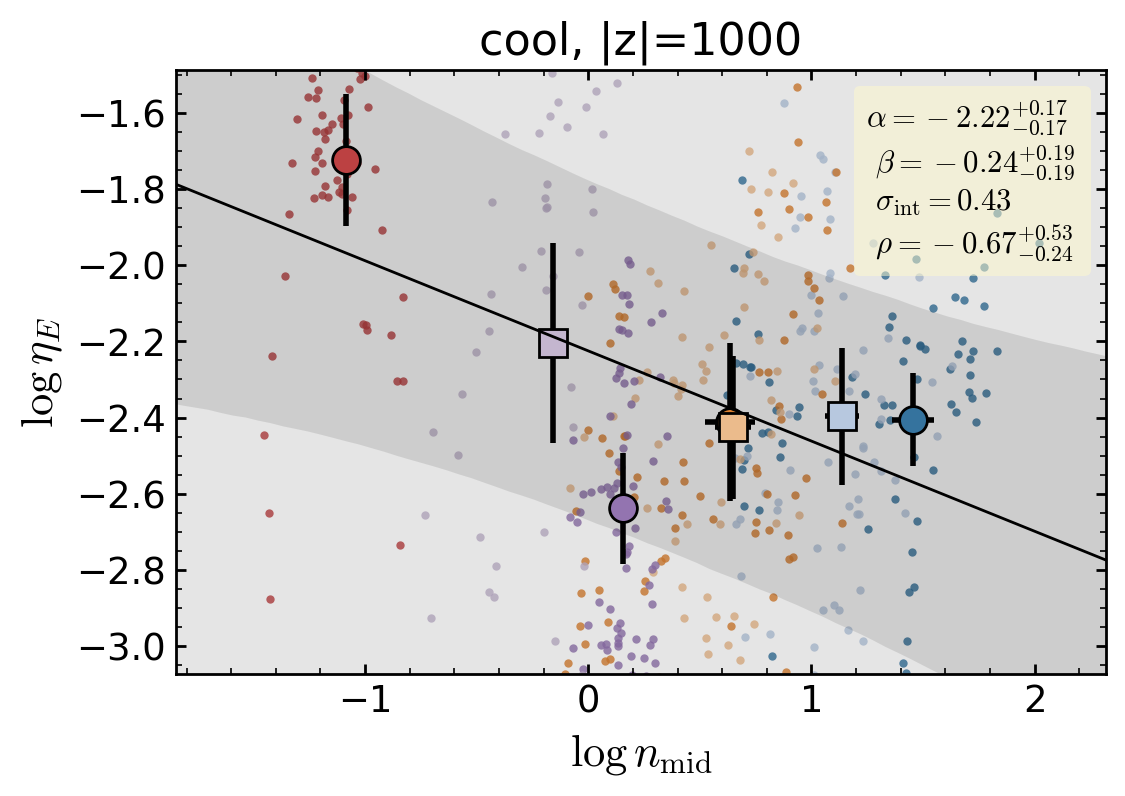 cool, |z|=1000
α = −2.22^{+0.17}_{−0.17}
β = −0.24^{+0.19}_{−0.19}
σ_int = 0.43
ρ = −0.67^{+0.53}_{−0.24}
log η_E
−1.6
−1.8
−2.0
−2.2
−2.4
−2.6
−2.8
−3.0
−1 0 1 2
log n_mid